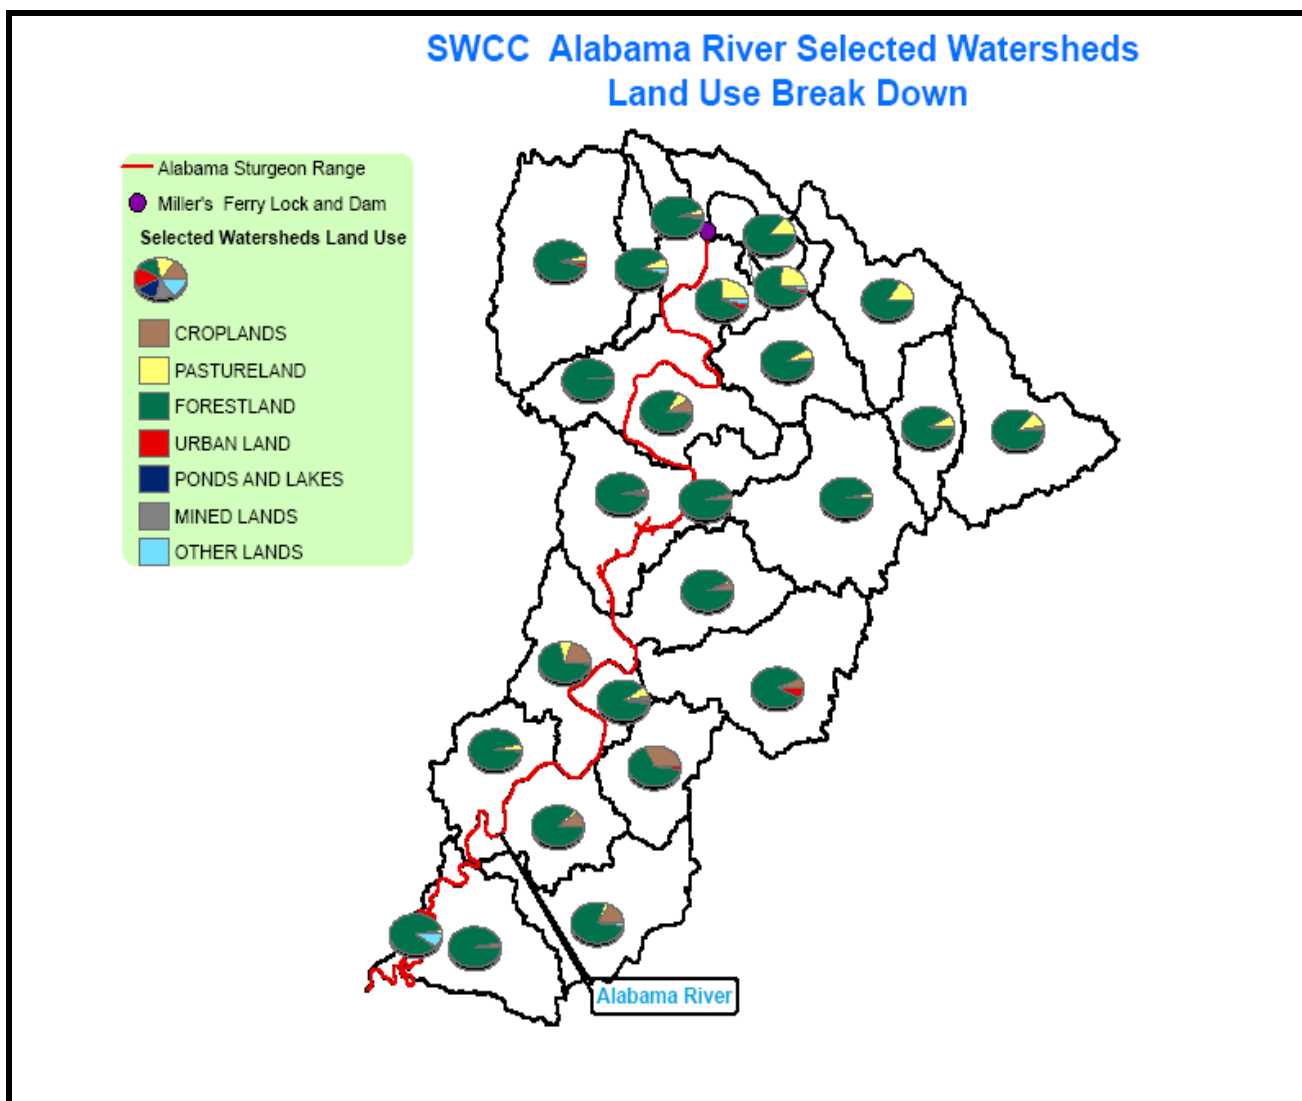 SWCC Alabama River Selected Watersheds
Land Use Break Down
Alabama Sturgeon Range
Miller's Ferry Lock and Dam
Selected Watersheds Land Use
CROPLANDS
PASTURELAND
FORESTLAND
URBAN LAND
PONDS AND LAKES
MINED LANDS
OTHER LANDS
Alabama River